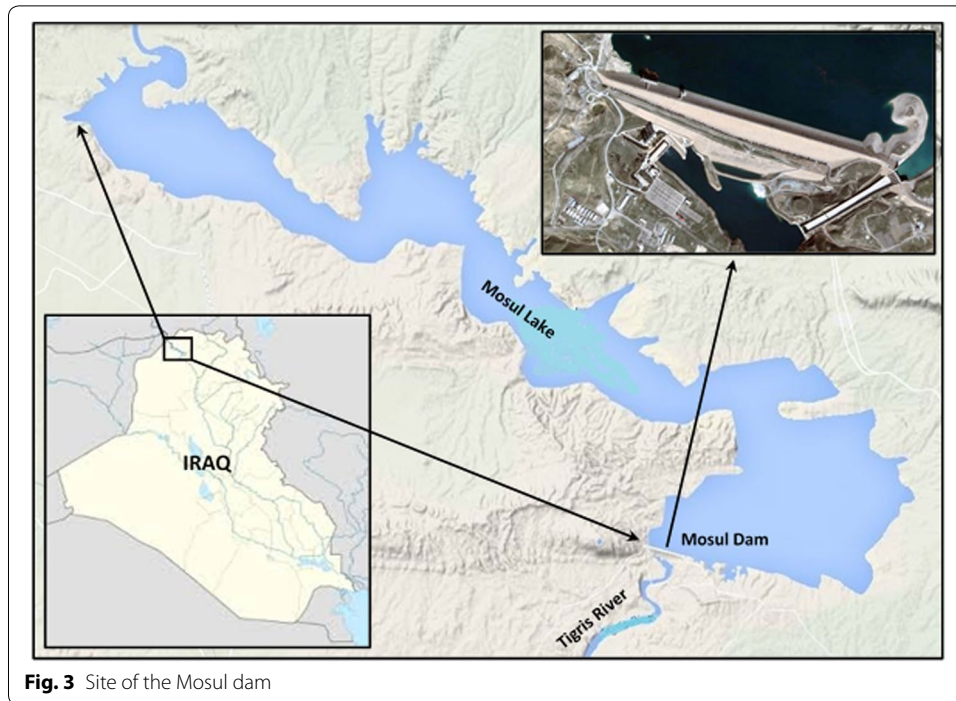 Mosul Lake
IRAQ
Mosul Dam
Tigris River
Fig. 3 Site of the Mosul dam